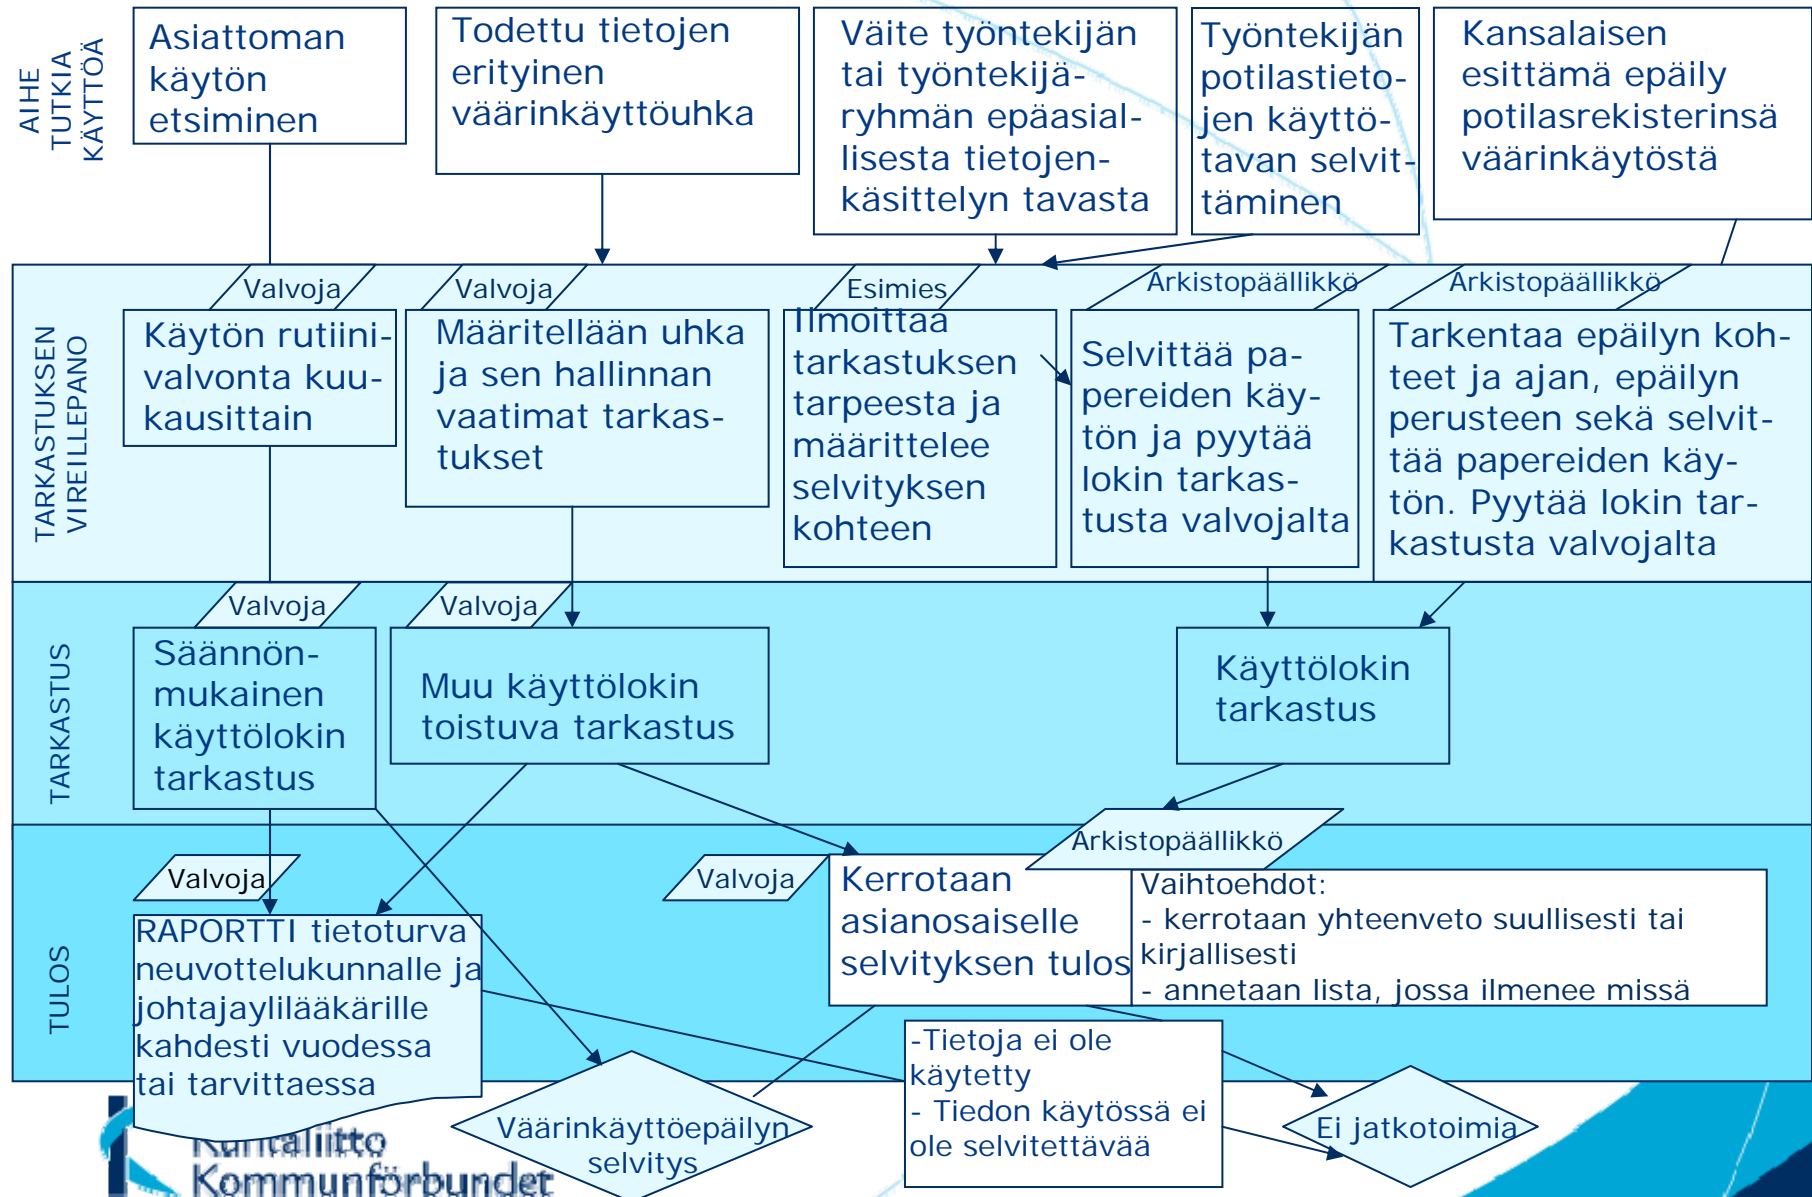 AIHE
TUTKIA
KÄYTTÖÄ
Asiattoman
käytön
etsiminen
Todettu tietojen
erityinen
väärinkäyttöuhka
Väite työntekijän
tai työntekijä-
ryhmän epäasial-
lisesta tietojen-
käsittelyn tavasta
Työntekijän
potilastieto-
jen käyttö-
tavan selvit-
täminen
Kansalaisen
esittämä epäily
potilasrekisterinsä
väärinkäytöstä
TARKASTUKSEN
VIREILLEPANO
Valvoja
Käytön rutiini-
valvonta kuu-
kausittain
Valvoja
Määritellään uhka
ja sen hallinnan
vaatimat tarkas-
tukset
Esimies
Ilmoittaa
tarkastuksen
tarpeesta ja
määrittelee
selvityksen
kohteen
Arkistopäällikkö
Selvittää pa-
pereiden käy-
tön ja pyytää
lokin tarkas-
tusta valvojalta
Arkistopäällikkö
Tarkentaa epäilyn koh-
teet ja ajan, epäilyn
perusteen sekä selvit-
tää papereiden käy-
tön. Pyytää lokin tar-
kastusta valvojalta
TARKASTUS
Valvoja
Säännön-
mukainen
käyttölokin
tarkastus
Valvoja
Muu käyttölokin
toistuva tarkastus
Käyttölokin
tarkastus
TULOS
Valvoja
RAPORTTI tietoturva
neuvottelukunnalle ja
johtajaylilääkärille
kahdesti vuodessa
tai tarvittaessa
Valvoja
Kerrotaan
asianosaiselle
selvityksen tulos
Arkistopäällikkö
Vaihtoehdot:
- kerrotaan yhteenveto suullisesti tai
kirjallisesti
- annetaan lista, jossa ilmenee missä
-Tietoja ei ole
käytetty
- Tiedon käytössä ei
ole selvitettävää
Väärinkäyttöepäilyn
selvitys
Ei jatkotoimia
Kuntaliitto
Kommunförbundet